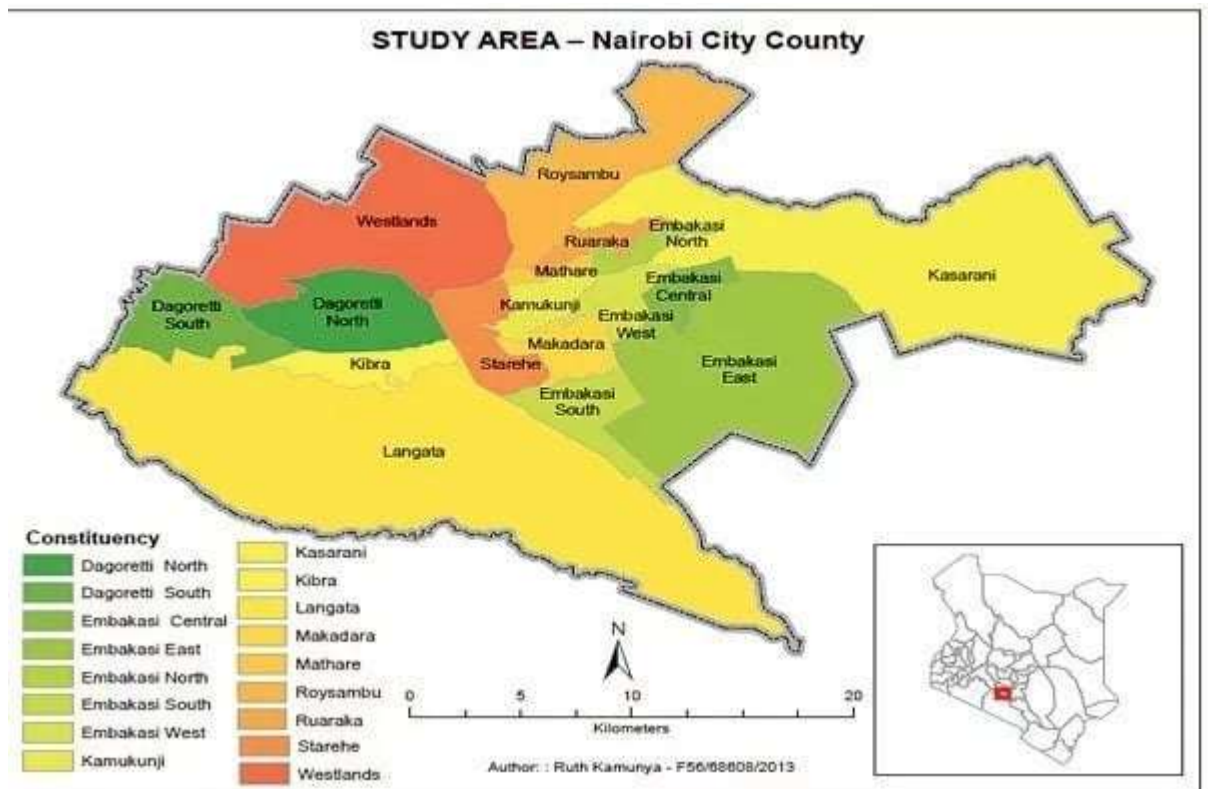 STUDY AREA – Nairobi City County
Roysambu
Westlands
Embakasi
North
Ruaraka
Mathare
Kasarani
Embakasi
Central
Dagoretti
South
Dagoretti
North
Kamukunji
Embakasi
West
Makadara
Kibra
Starehe
Embakasi
East
Embakasi
South
Langata
Constituency
Dagoretti North
Dagoretti South
Embakasi Central
Embakasi East
Embakasi North
Embakasi South
Embakasi West
Kamukunji
Kasarani
Kibra
Langata
Makadara
Mathare
Roysambu
Ruaraka
Starehe
Westlands
N
0 5 10 20
Kilometers
Author: : Ruth Kamunya - F56/68608/2013